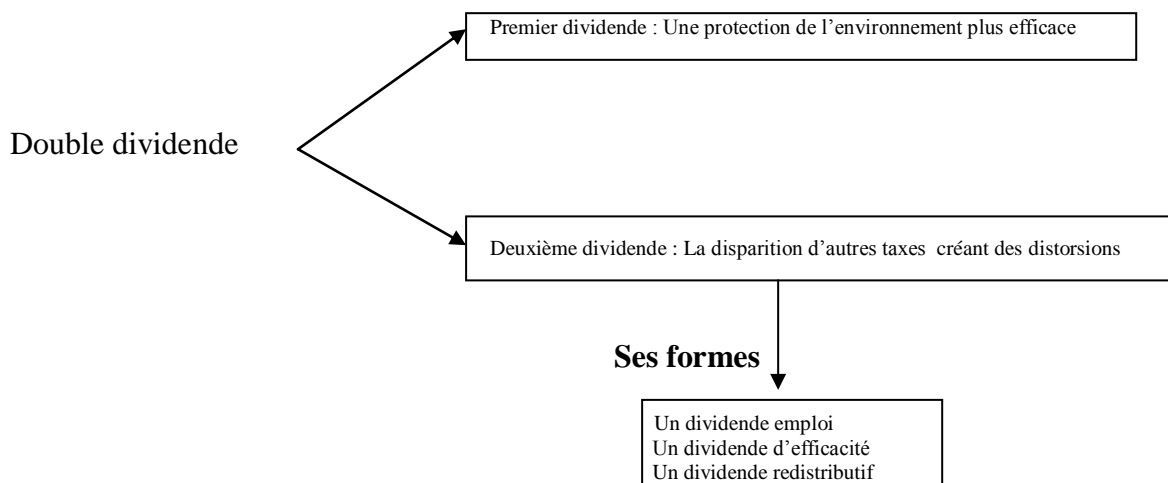 Premier dividende : Une protection de l’environnement plus efficace
Double dividende
Deuxième dividende : La disparition d’autres taxes créant des distorsions
Ses formes
Un dividende emploi
Un dividende d’efficacité
Un dividende redistributif